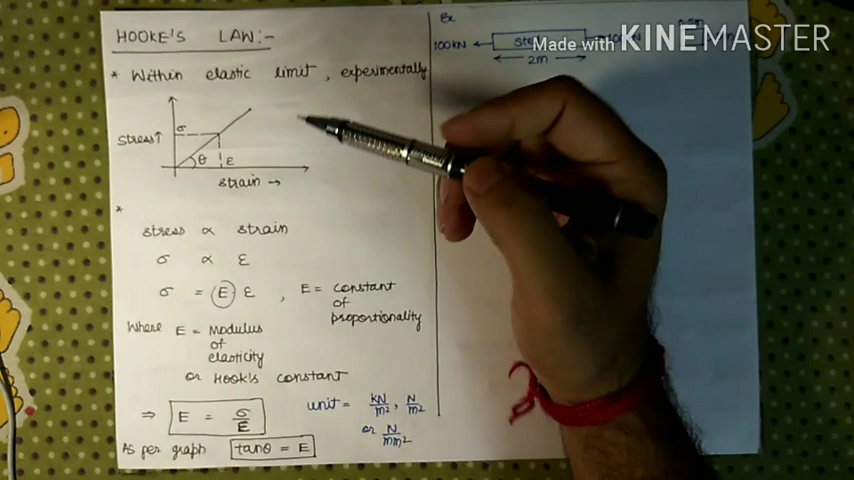 HOOKE'S LAW:-
* Within elastic limit, experimentally
stress↑
σ
θ
ε
strain →
*
stress ∝ strain
σ ∝ ε
σ = E ε , E = constant
of
proportionality
Where E = Modulus
of
elasticity
or Hook's constant
⇒ E = σ/E
unit = kN/m², N/m²
or N/mm²
As per graph tanθ = E
Ex
100KN
2m
Made with KINEMASTER